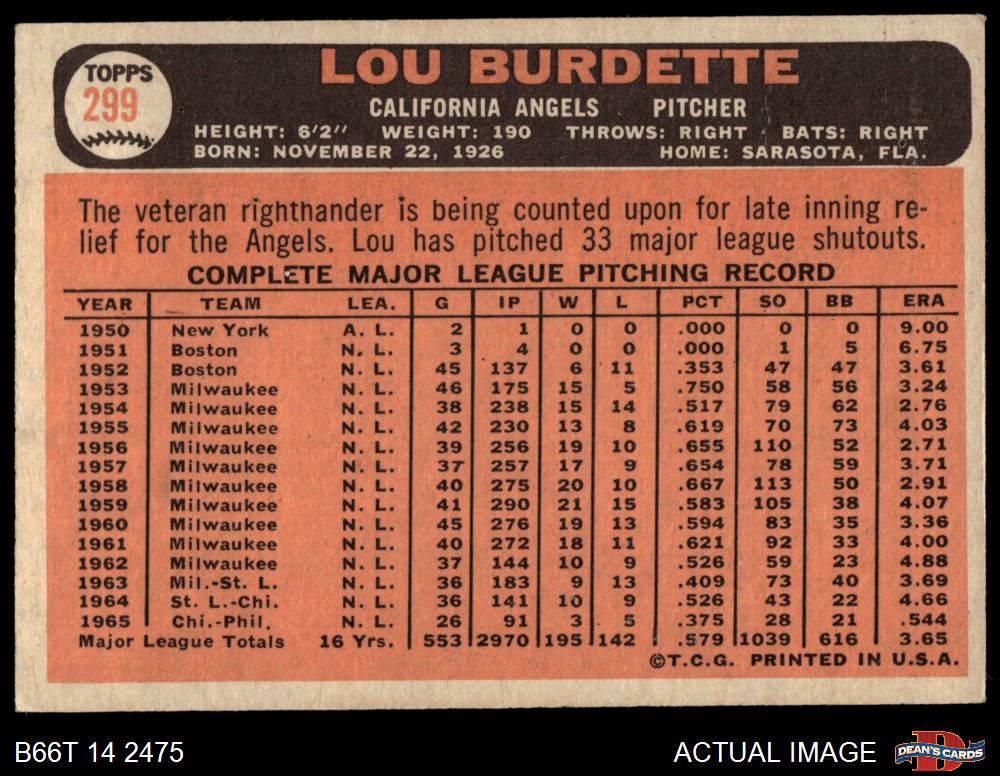 TOPPS
299
LOU BURDETTE
CALIFORNIA ANGELS PITCHER
HEIGHT: 6'2" WEIGHT: 190 THROWS: RIGHT BATS: RIGHT
BORN: NOVEMBER 22, 1926 HOME: SARASOTA, FLA.
The veteran righthander is being counted upon for late inning re-
lief for the Angels. Lou has pitched 33 major league shutouts.
COMPLETE MAJOR LEAGUE PITCHING RECORD
YEAR TEAM LEA. G IP W L PCT SO BB ERA
1950 New York A. L. 2 1 0 0 .000 0 0 9.00
1951 Boston N. L. 3 4 0 0 .000 1 5 6.75
1952 Boston N. L. 45 137 6 11 .353 47 47 3.61
1953 Milwaukee N. L. 46 175 15 5 .750 58 56 3.24
1954 Milwaukee N. L. 38 238 15 14 .517 79 62 2.76
1955 Milwaukee N. L. 42 230 13 8 .619 70 73 4.03
1956 Milwaukee N. L. 39 256 19 10 .655 110 52 2.71
1957 Milwaukee N. L. 37 257 17 9 .654 78 59 3.71
1958 Milwaukee N. L. 40 275 20 10 .667 113 50 2.91
1959 Milwaukee N. L. 41 290 21 15 .583 105 38 4.07
1960 Milwaukee N. L. 45 276 19 13 .594 83 35 3.36
1961 Milwaukee N. L. 40 272 18 11 .621 92 33 4.00
1962 Milwaukee N. L. 37 144 10 9 .526 59 23 4.88
1963 Mil.-St. L. N. L. 36 183 9 13 .409 73 40 3.69
1964 St. L.-Chi. N. L. 36 141 10 9 .526 43 22 4.66
1965 Chi.-Phil. N. L. 26 91 3 5 .375 28 21 .544
Major League Totals 16 Yrs. 553 2970 195 142 .579 1039 616 3.65
©T.C.G. PRINTED IN U.S.A.
B66T 14 2475 ACTUAL IMAGE DEAN'S CARDS